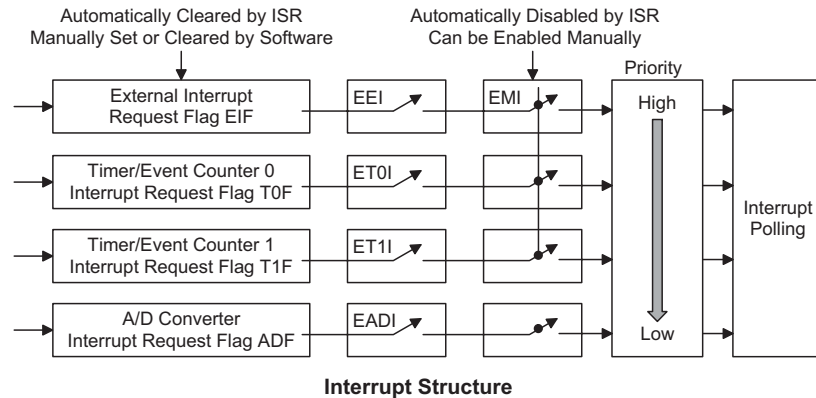 Automatically Cleared by ISR
Manually Set or Cleared by Software
Automatically Disabled by ISR
Can be Enabled Manually
Priority
External Interrupt
Request Flag EIF
EEI
EMI
High
Timer/Event Counter 0
Interrupt Request Flag T0F
ET0I
Interrupt
Polling
Timer/Event Counter 1
Interrupt Request Flag T1F
ET1I
A/D Converter
Interrupt Request Flag ADF
EADI
Low
Interrupt Structure